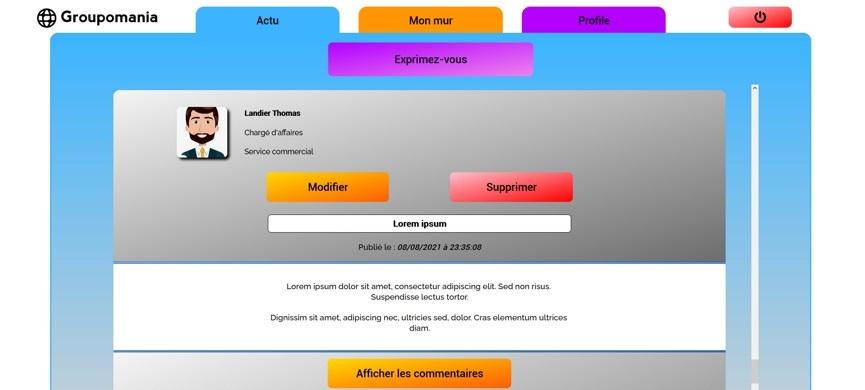 Groupomania
Actu
Mon mur
Profile
Exprimez-vous
Landier Thomas
Chargé d'affaires
Service commercial
Modifier
Supprimer
Lorem ipsum
Publié le : 08/08/2021 à 23:35:08
Lorem ipsum dolor sit amet, consectetur adipiscing elit. Sed non risus.
Suspendisse lectus tortor.
Dignissim sit amet, adipiscing nec, ultricies sed, dolor. Cras elementum ultrices
diam.
Afficher les commentaires